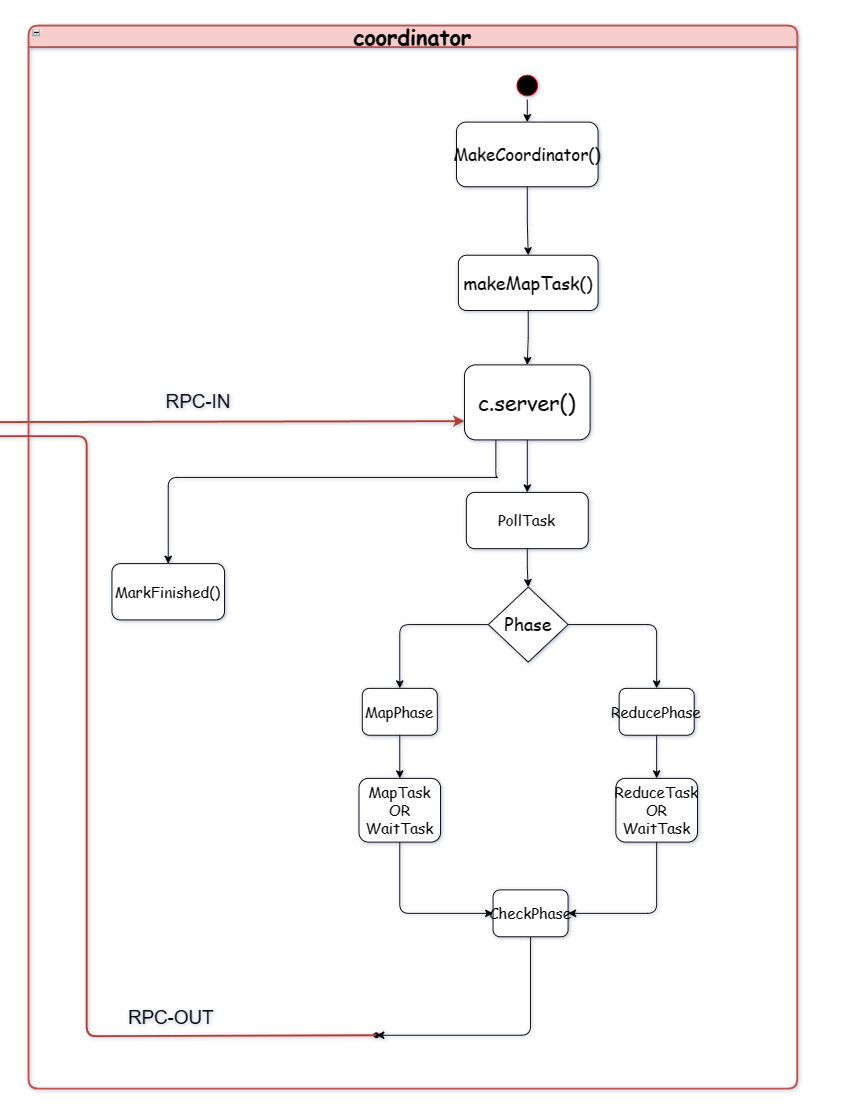 coordinator
MakeCoordinator()
makeMapTask()
RPC-IN
c.server()
PollTask
MarkFinished()
Phase
MapPhase
ReducePhase
MapTask
OR
WaitTask
ReduceTask
OR
WaitTask
CheckPhase
RPC-OUT